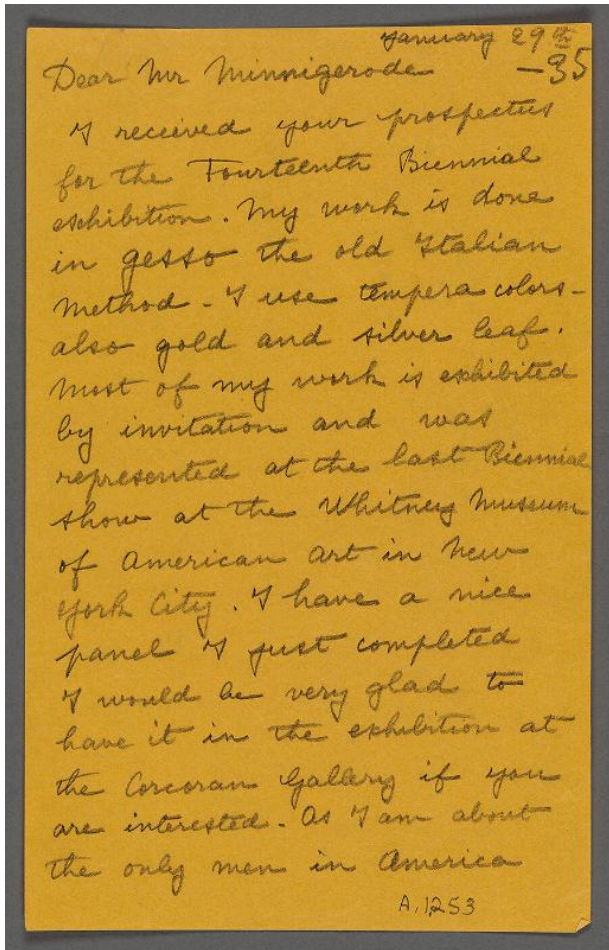 January 29th
Dear Mr Minnigerode -35
I received your prospectus
for the Fourteenth Biennial
exhibition. My work is done
in gesso the old Italian
method - I use tempera colors -
also gold and silver leaf.
Most of my work is exhibited
by invitation and was
represented at the last Biennial
show at the Whitney Museum
of American Art in New
York City. I have a nice
panel I just completed
I would be very glad to
have it in the exhibition at
the Corcoran Gallery if you
are interested. As I am about
the only men in America
A.1253